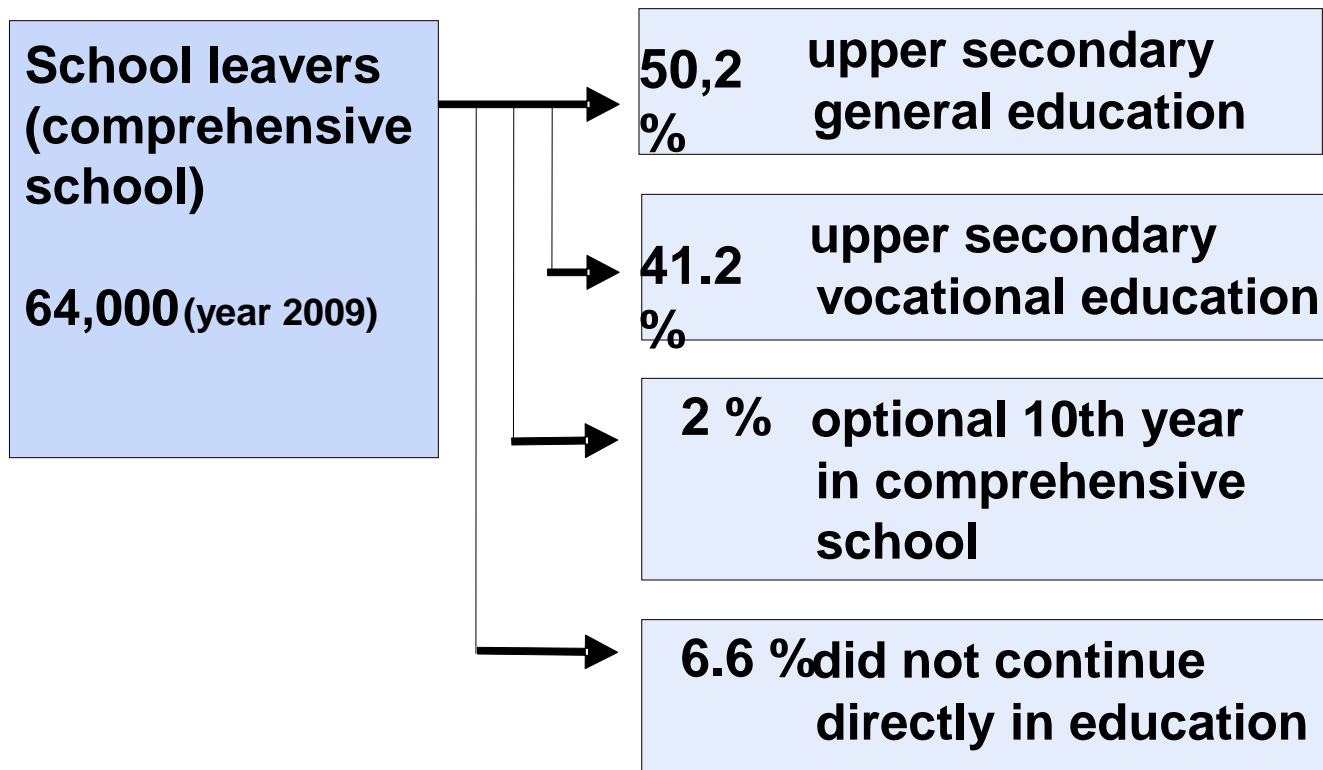 School leavers
(comprehensive
school)
64,000 (year 2009)
50,2
%
upper secondary
general education
41.2
%
upper secondary
vocational education
2 % optional 10th year
in comprehensive
school
6.6 % did not continue
directly in education